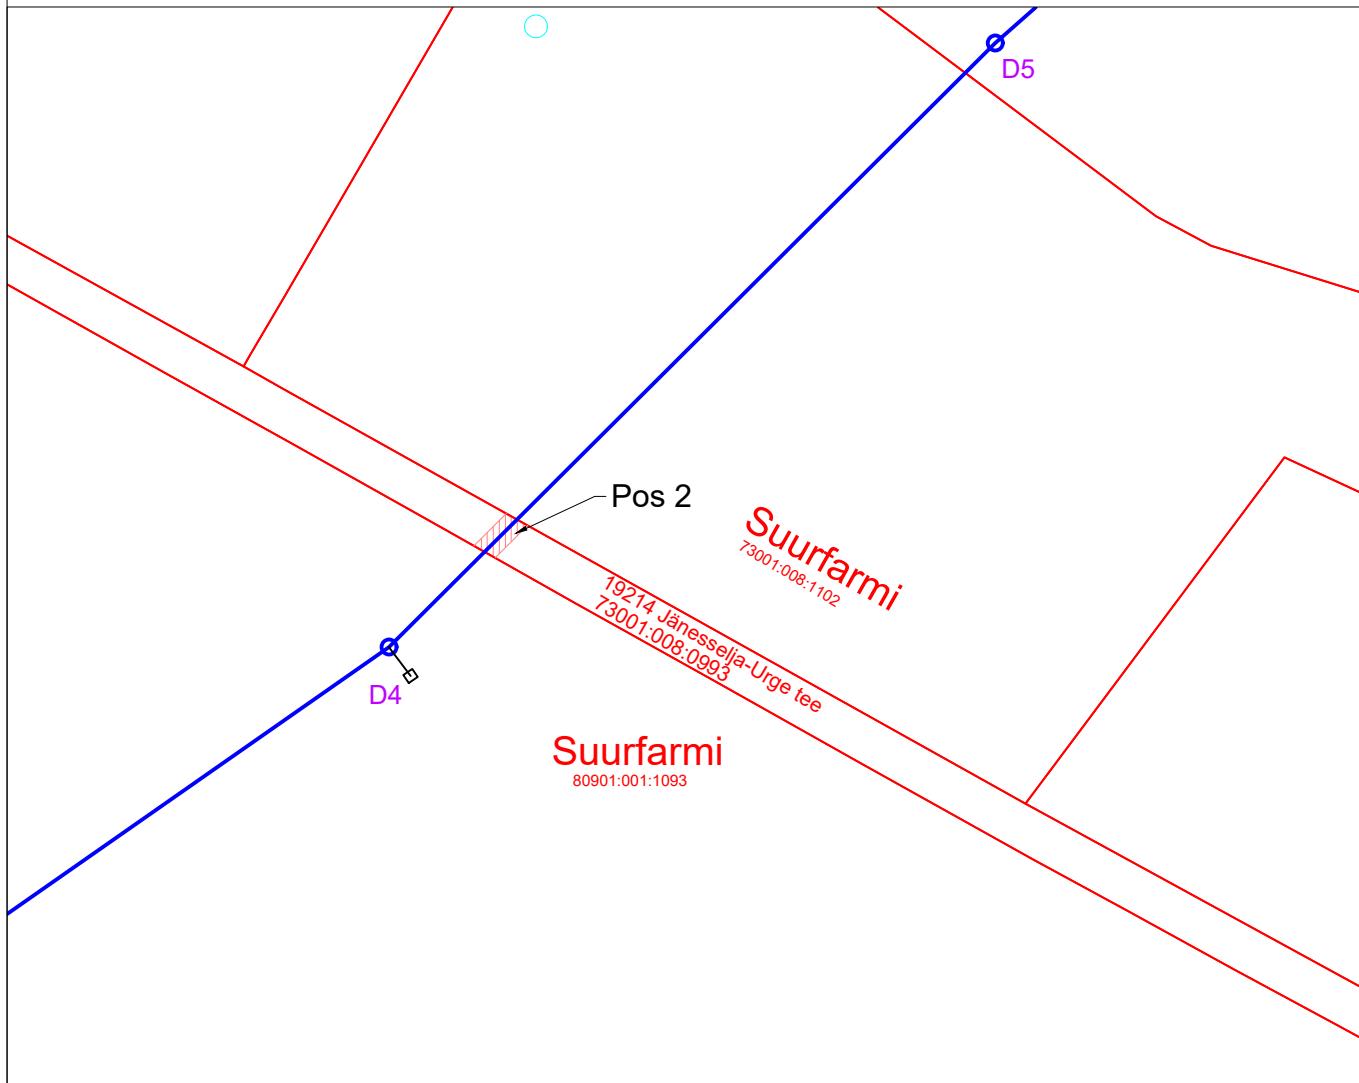 D5
Pos 2
Suurfarmi
73001:008:1102
19214 Jänesselja-Urge tee
73001:008:0993
D4
Suurfarmi
80901:001:1093